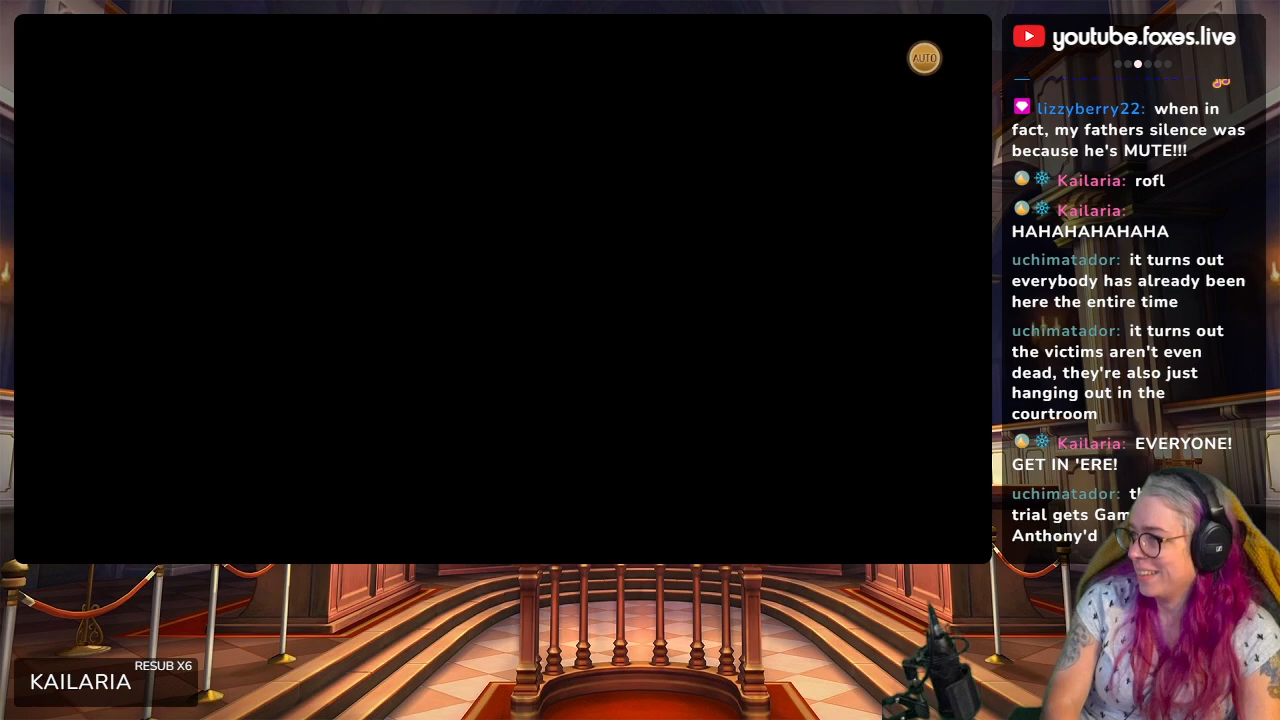 AUTO
youtube.foxes.live
lizzyberry22: when in
fact, my fathers silence was
because he's MUTE!!!
Kailaria: rofl
Kailaria:
HAHAHAHAHAHA
uchimatador: it turns out
everybody has already been
here the entire time
uchimatador: it turns out
the victims aren't even
dead, they're also just
hanging out in the
courtroom
Kailaria: EVERYONE!
GET IN 'ERE!
uchimatador:
trial gets
Anthony'd
RESUB X6
KAILARIA